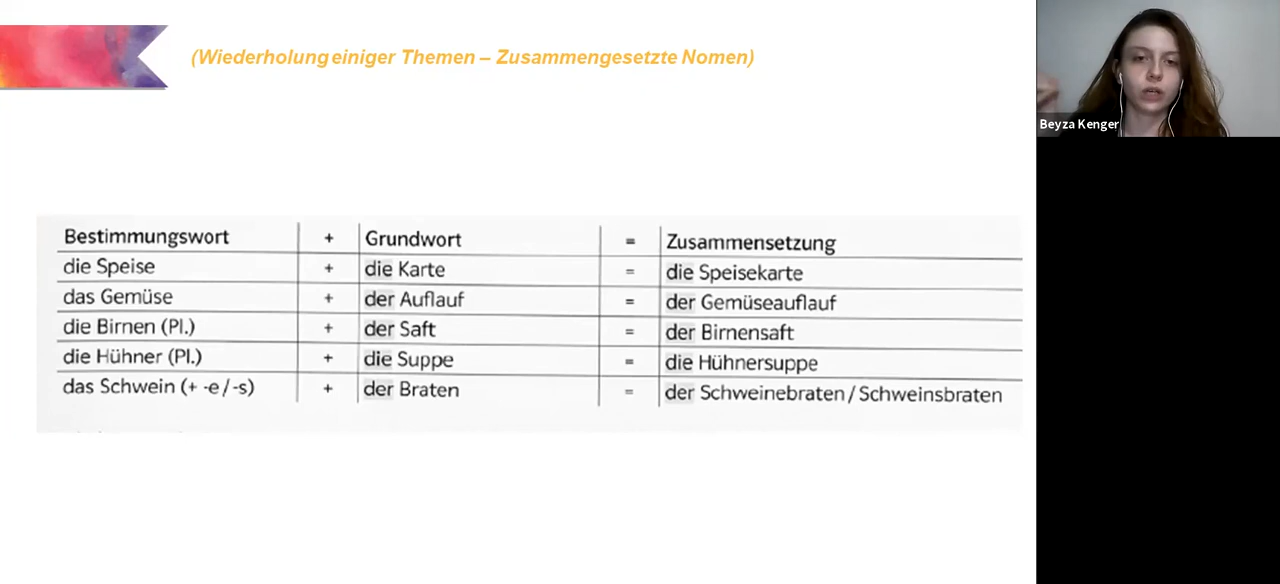 (Wiederholung einiger Themen – Zusammengesetzte Nomen)
Beyza Kenger
Bestimmungswort + Grundwort = Zusammensetzung
die Speise + die Karte = die Speisekarte
das Gemüse + der Auflauf = der Gemüseauflauf
die Birnen (Pl.) + der Saft = der Birnensaft
die Hühner (Pl.) + die Suppe = die Hühnersuppe
das Schwein (+ -e/-s) + der Braten = der Schweinebraten/Schweinsbraten